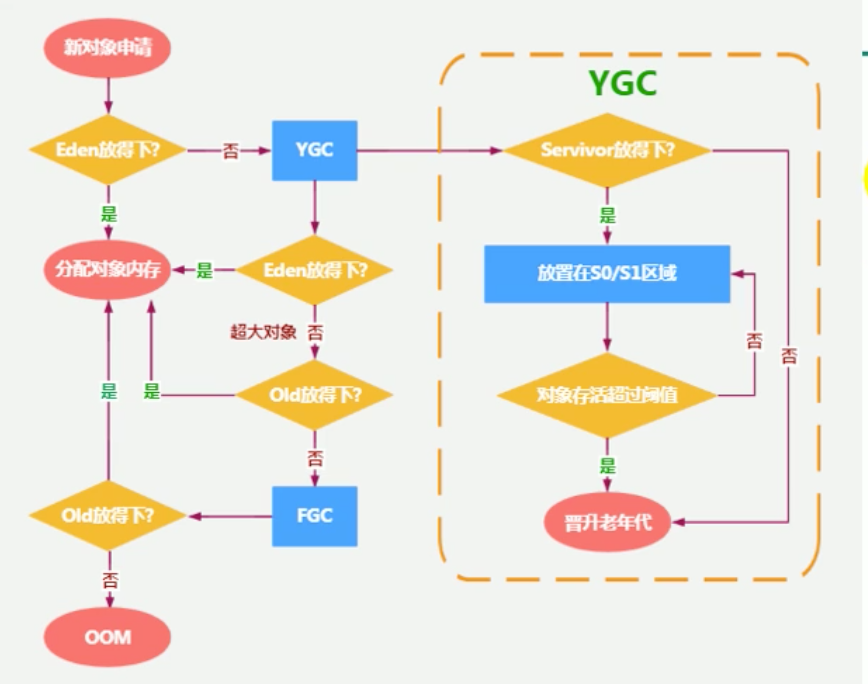 新对象申请
YGC
Eden放得下?
否
YGC
Servivor放得下?
是
是
分配对象内存
是
Eden放得下?
放置在S0/S1区域
超大对象
否
否
否
是
是
Old放得下?
对象存活超过阈值
否
是
Old放得下?
FGC
晋升老年代
否
OOM